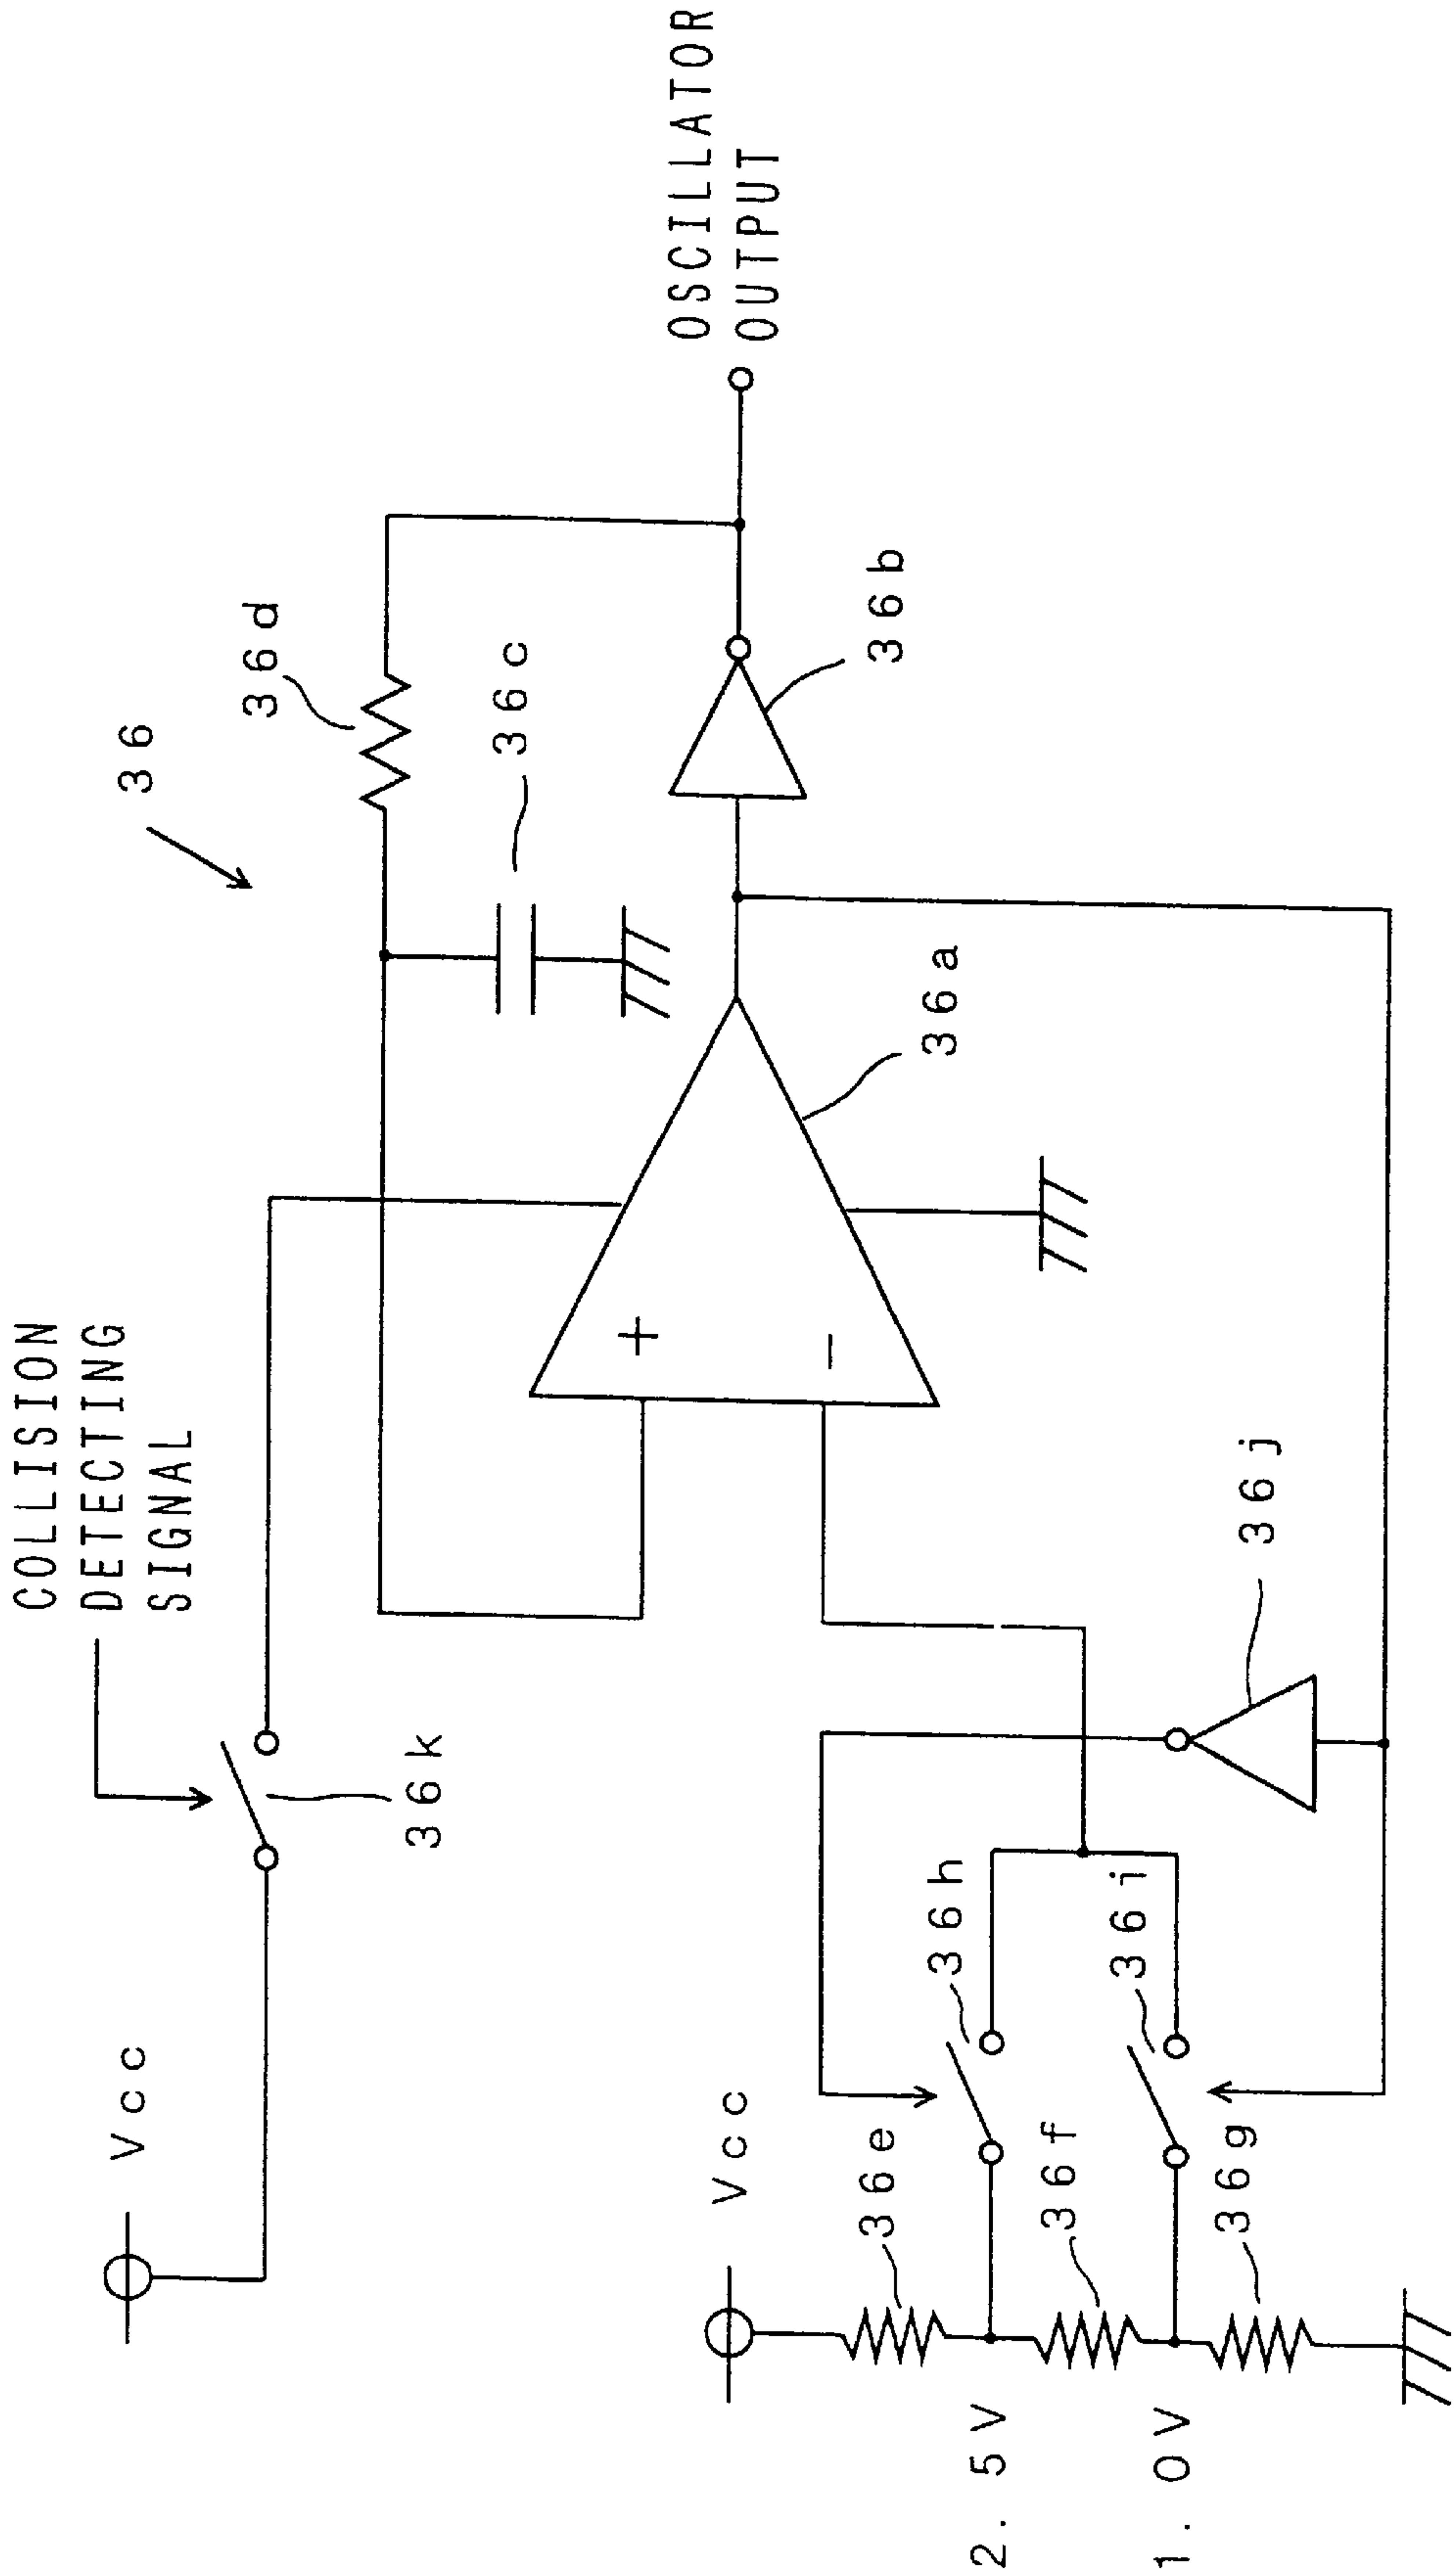 COLLISION
DETECTING
SIGNAL
Vcc
36k
36
36d
36c
OSCILLATOR
OUTPUT
36b
36a
Vcc
36e
36h
2.5V
36f
36i
1.0V
36g
36j
+
−